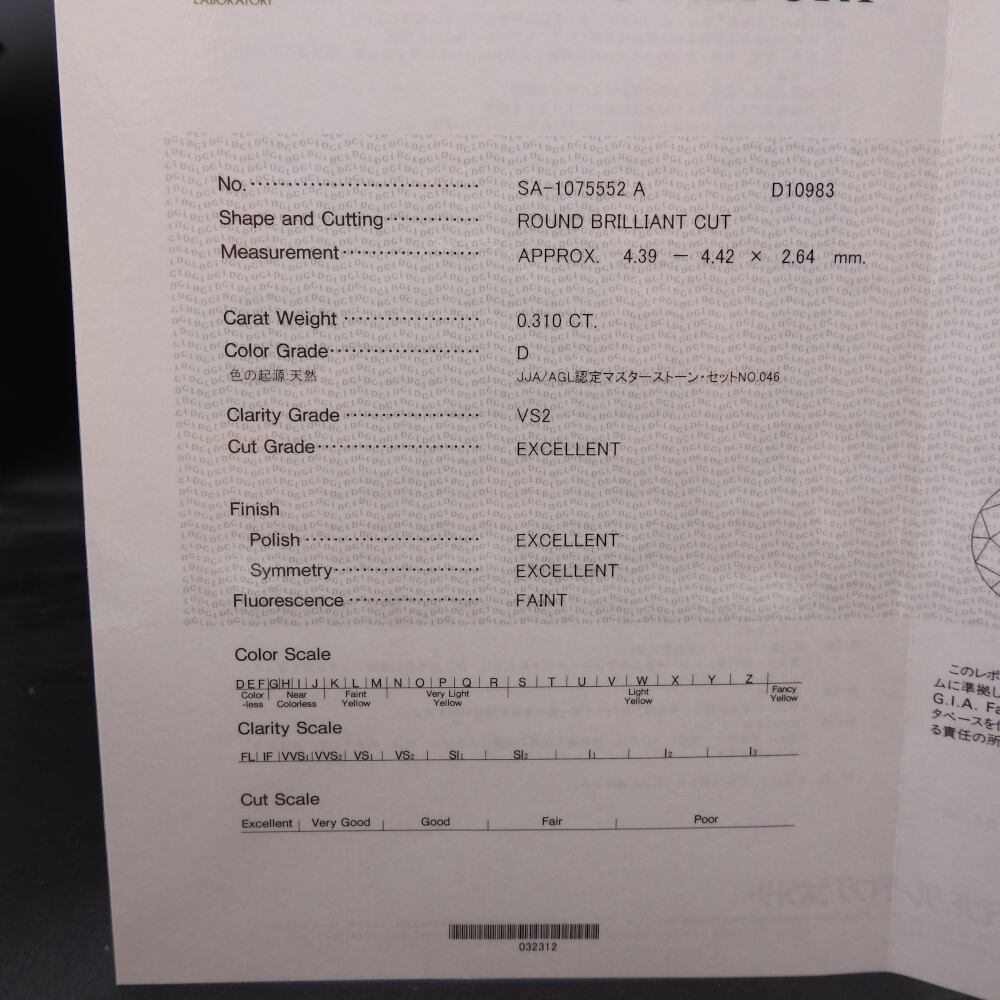 LABORATORY
No. SA-1075552 A D10983
Shape and Cutting ROUND BRILLIANT CUT
Measurement APPROX. 4.39 − 4.42 × 2.64 mm.
Carat Weight 0.310 CT.
Color Grade D
色の起源:天然 JJA/AGL認定マスターストーン・セットNO.046
Clarity Grade VS2
Cut Grade EXCELLENT
Finish
Polish EXCELLENT
Symmetry EXCELLENT
Fluorescence FAINT
Color Scale
D E F G H I J K L M N O P Q R S T U V W X Y Z
Color-less Near Colorless Faint Yellow Very Light Yellow Light Yellow Fancy Yellow
Clarity Scale
FL IF VVS1 VVS2 VS1 VS2 SI1 SI2 I1 I2 I3
Cut Scale
Excellent Very Good Good Fair Poor
032312
このレポ
ムに準拠し
G.I.A. Fa
タベースを
る責任の所